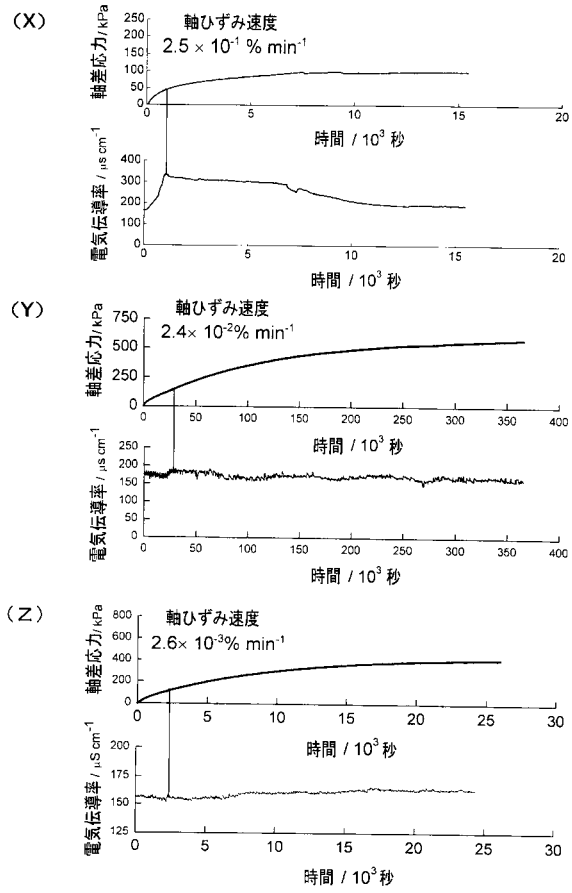 (X)
軸ひずみ速度
2.5 × 10⁻¹ % min⁻¹
軸差応力/ kPa
250
200
150
100
50
0
0 5 10 15 20
時間 / 10³ 秒
電気伝導率 / μs cm⁻¹
400
300
200
100
0
0 5 10 15 20
時間 / 10³ 秒
(Y)
軸ひずみ速度
2.4× 10⁻²% min⁻¹
軸差応力/ kPa
750
500
250
0
0 50 100 150 200 250 300 350 400
時間 / 10³ 秒
電気伝導率 / μs cm⁻¹
250
200
150
100
50
0
0 50 100 150 200 250 300 350 400
時間 / 10³ 秒
(Z)
軸ひずみ速度
2.6× 10⁻³% min⁻¹
軸差応力/ kPa
800
600
400
200
0
0 5 10 15 20 25 30
時間 / 10³ 秒
電気伝導率 / μS cm⁻¹
200
175
150
125
0 5 10 15 20 25 30
時間 / 10³ 秒